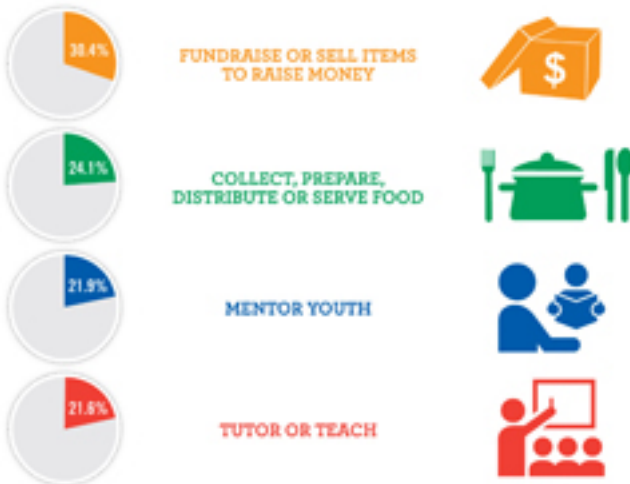 30.4%
FUNDRAISE OR SELL ITEMS
TO RAISE MONEY
$
24.1%
COLLECT, PREPARE,
DISTRIBUTE OR SERVE FOOD
21.9%
MENTOR YOUTH
21.6%
TUTOR OR TEACH